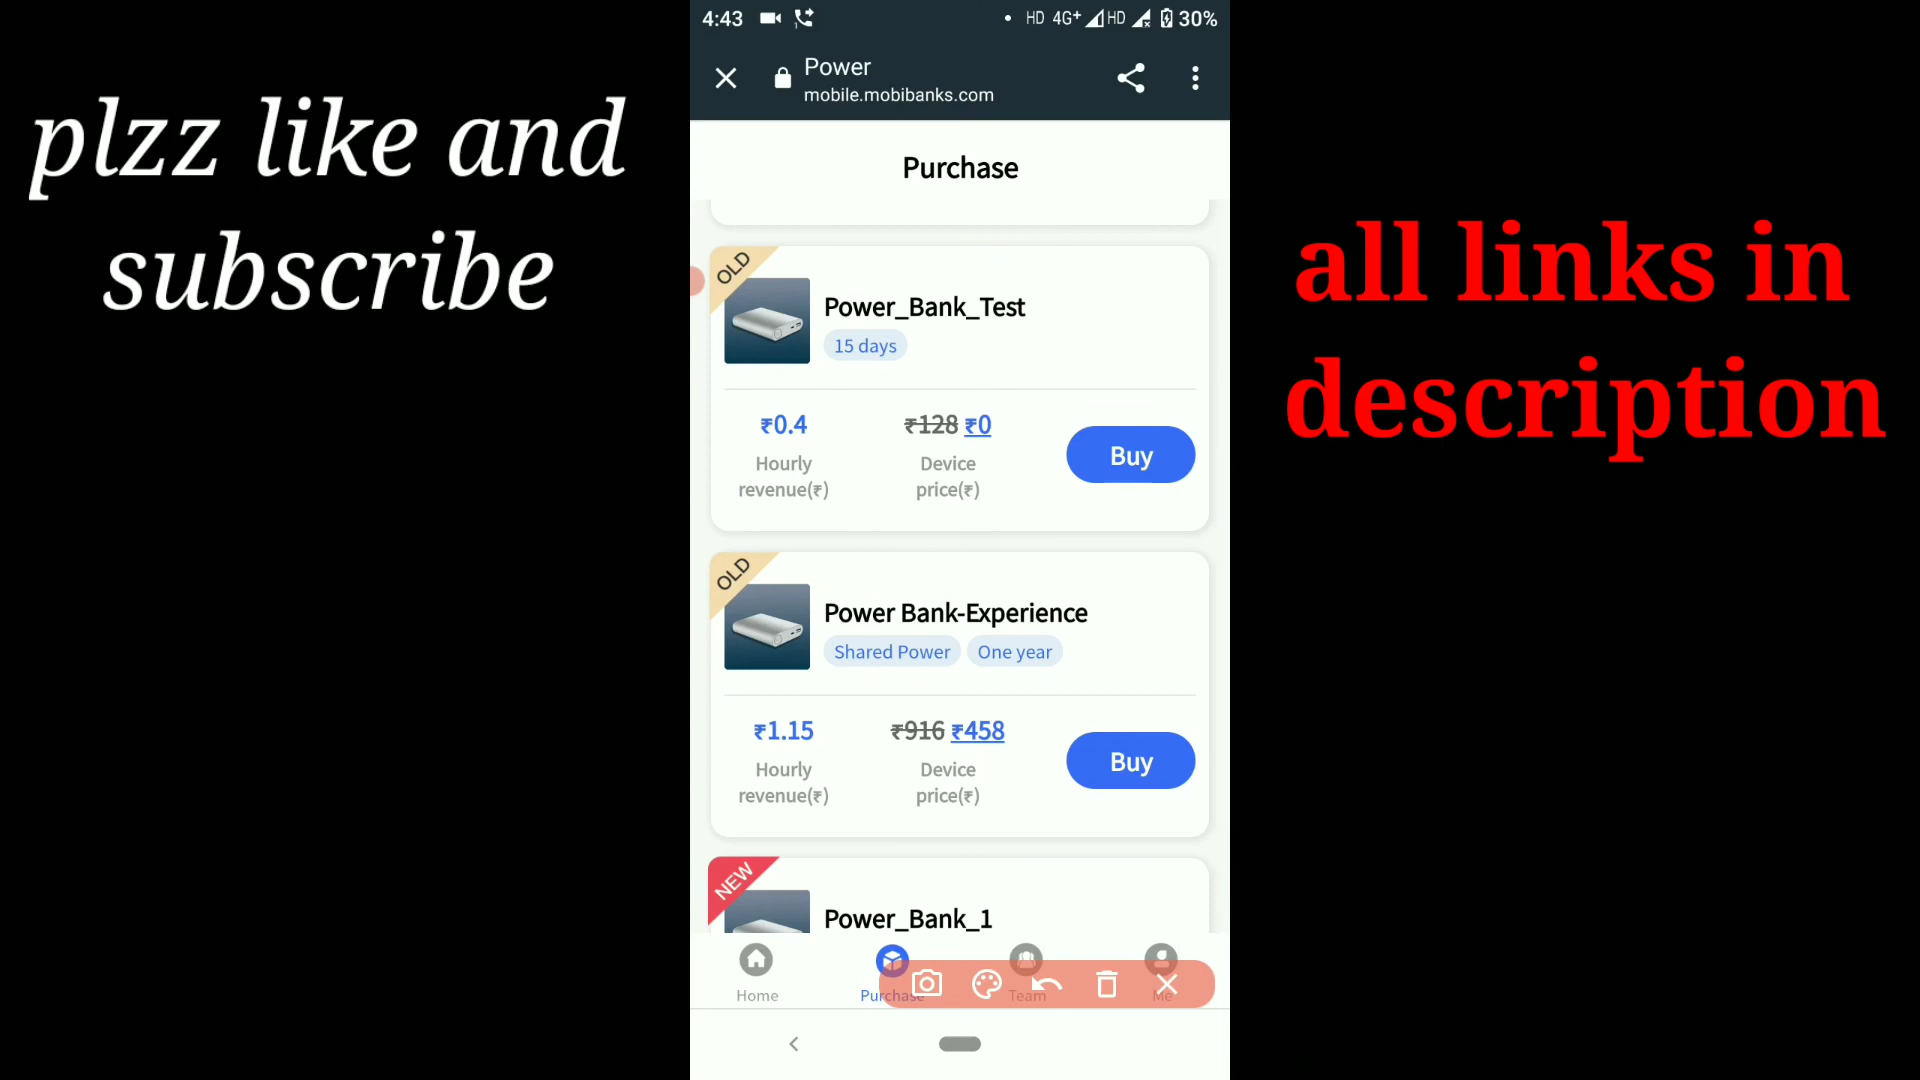 4:43 1 HD 4G+ HD 30%
Power
mobile.mobibanks.com
plzz like and
subscribe
all links in
description
Purchase
OLD
Power_Bank_Test
15 days
₹0.4 ₹128 ₹0 Buy
Hourly Device
revenue(₹) price(₹)
OLD
Power Bank-Experience
Shared Power One year
₹1.15 ₹916 ₹458 Buy
Hourly Device
revenue(₹) price(₹)
NEW
Power_Bank_1
Home Purchase Team Me